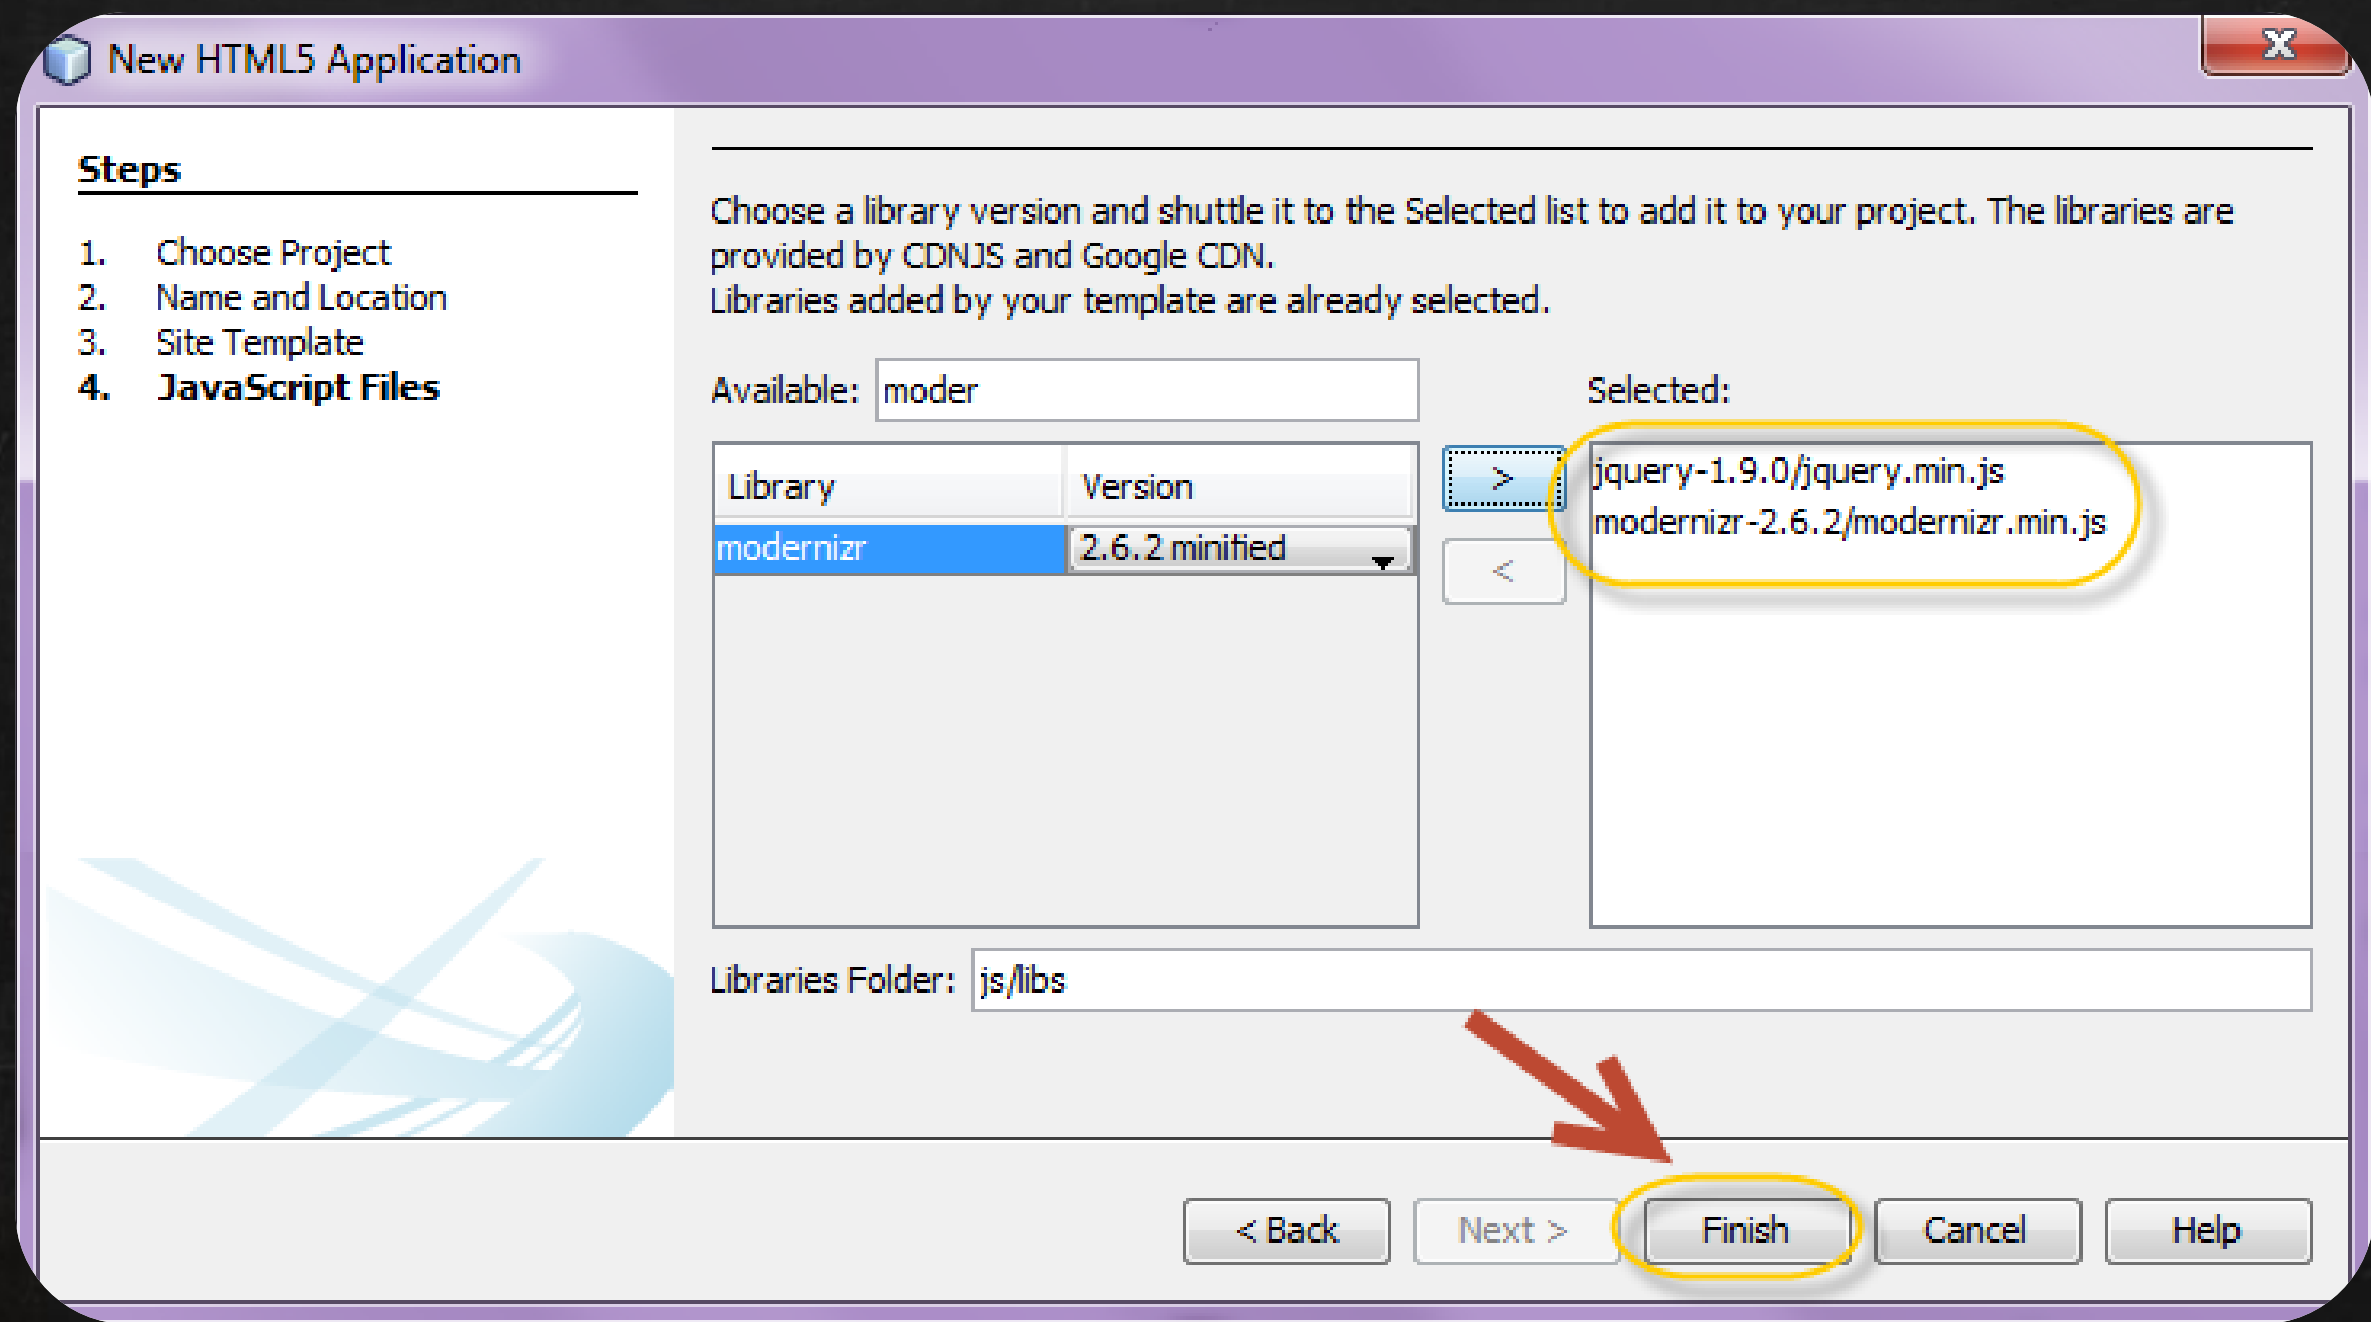 New HTML5 Application
Steps
1. Choose Project
2. Name and Location
3. Site Template
4. JavaScript Files
Choose a library version and shuttle it to the Selected list to add it to your project. The libraries are
provided by CDNJS and Google CDN.
Libraries added by your template are already selected.
Available: moder
Selected:
Library Version
modernizr 2.6.2 minified
>
<
jquery-1.9.0/jquery.min.js
modernizr-2.6.2/modernizr.min.js
Libraries Folder: js/libs
< Back Next > Finish Cancel Help